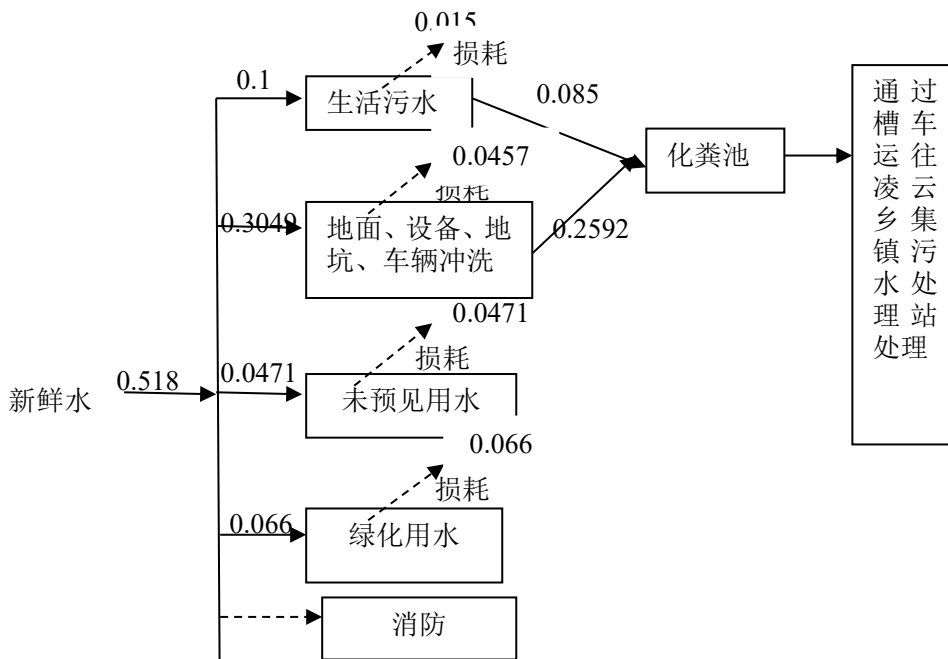 0.015
损耗
0.1
生活污水
0.085
0.0457
损耗
0.3049
地面、设备、地
坑、车辆冲洗
0.2592
化粪池
通过
槽车
运往
凌云
乡集
镇污
水处
理站
处理
0.0471
损耗
新鲜水
0.518
0.0471
未预见用水
0.066
损耗
0.066
绿化用水
消防